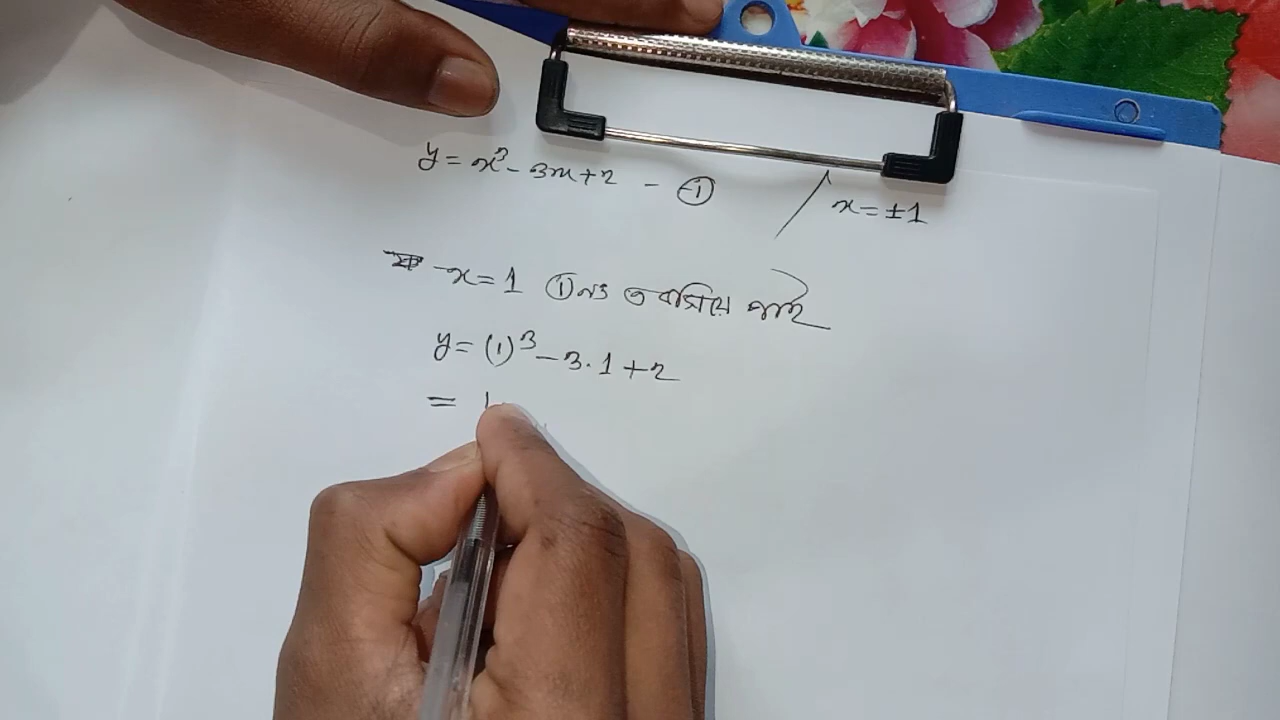 y = x³ - 3x + 2 - ①
x = ±1
x = 1 ①নং এ বসিয়ে পাই
y = (1)³ - 3.1 + 2
= 1